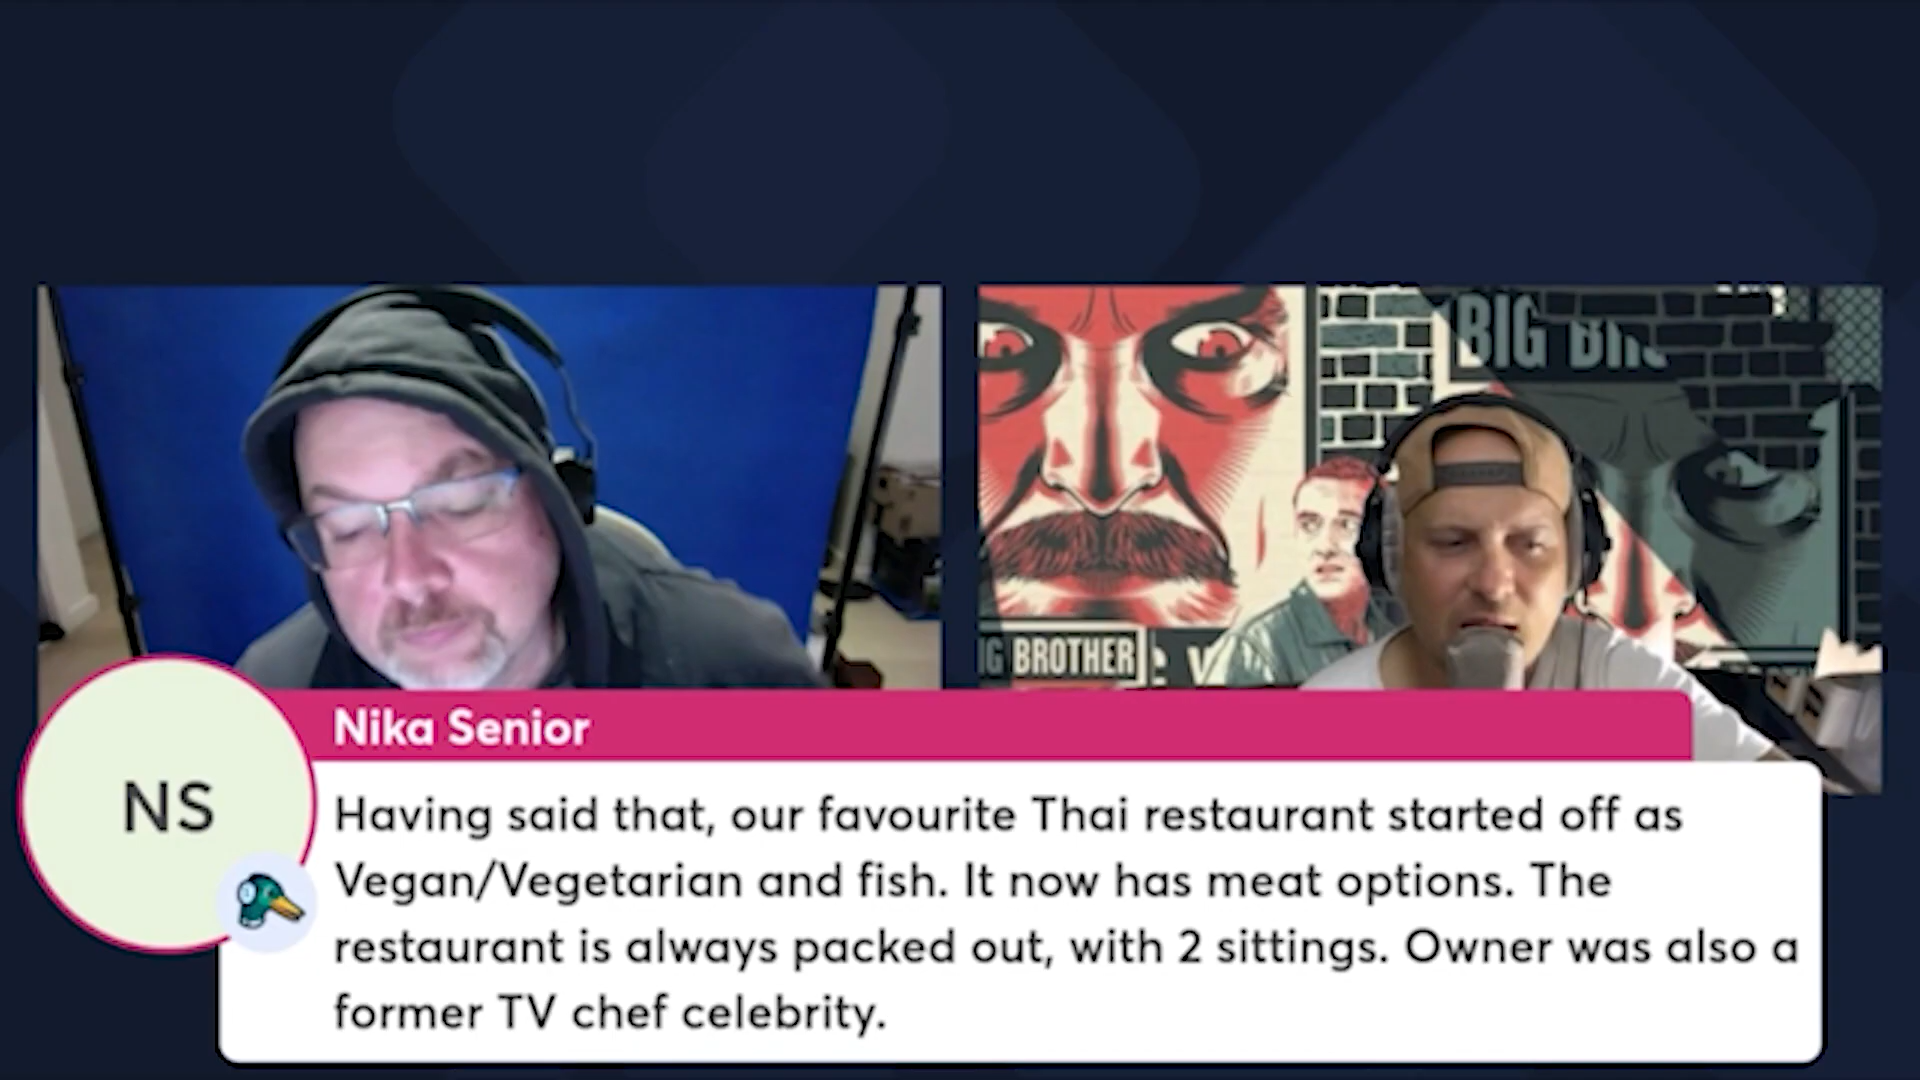 BIG
BIG BROTHER
Nika Senior
NS
Having said that, our favourite Thai restaurant started off as
Vegan/Vegetarian and fish. It now has meat options. The
restaurant is always packed out, with 2 sittings. Owner was also a
former TV chef celebrity.